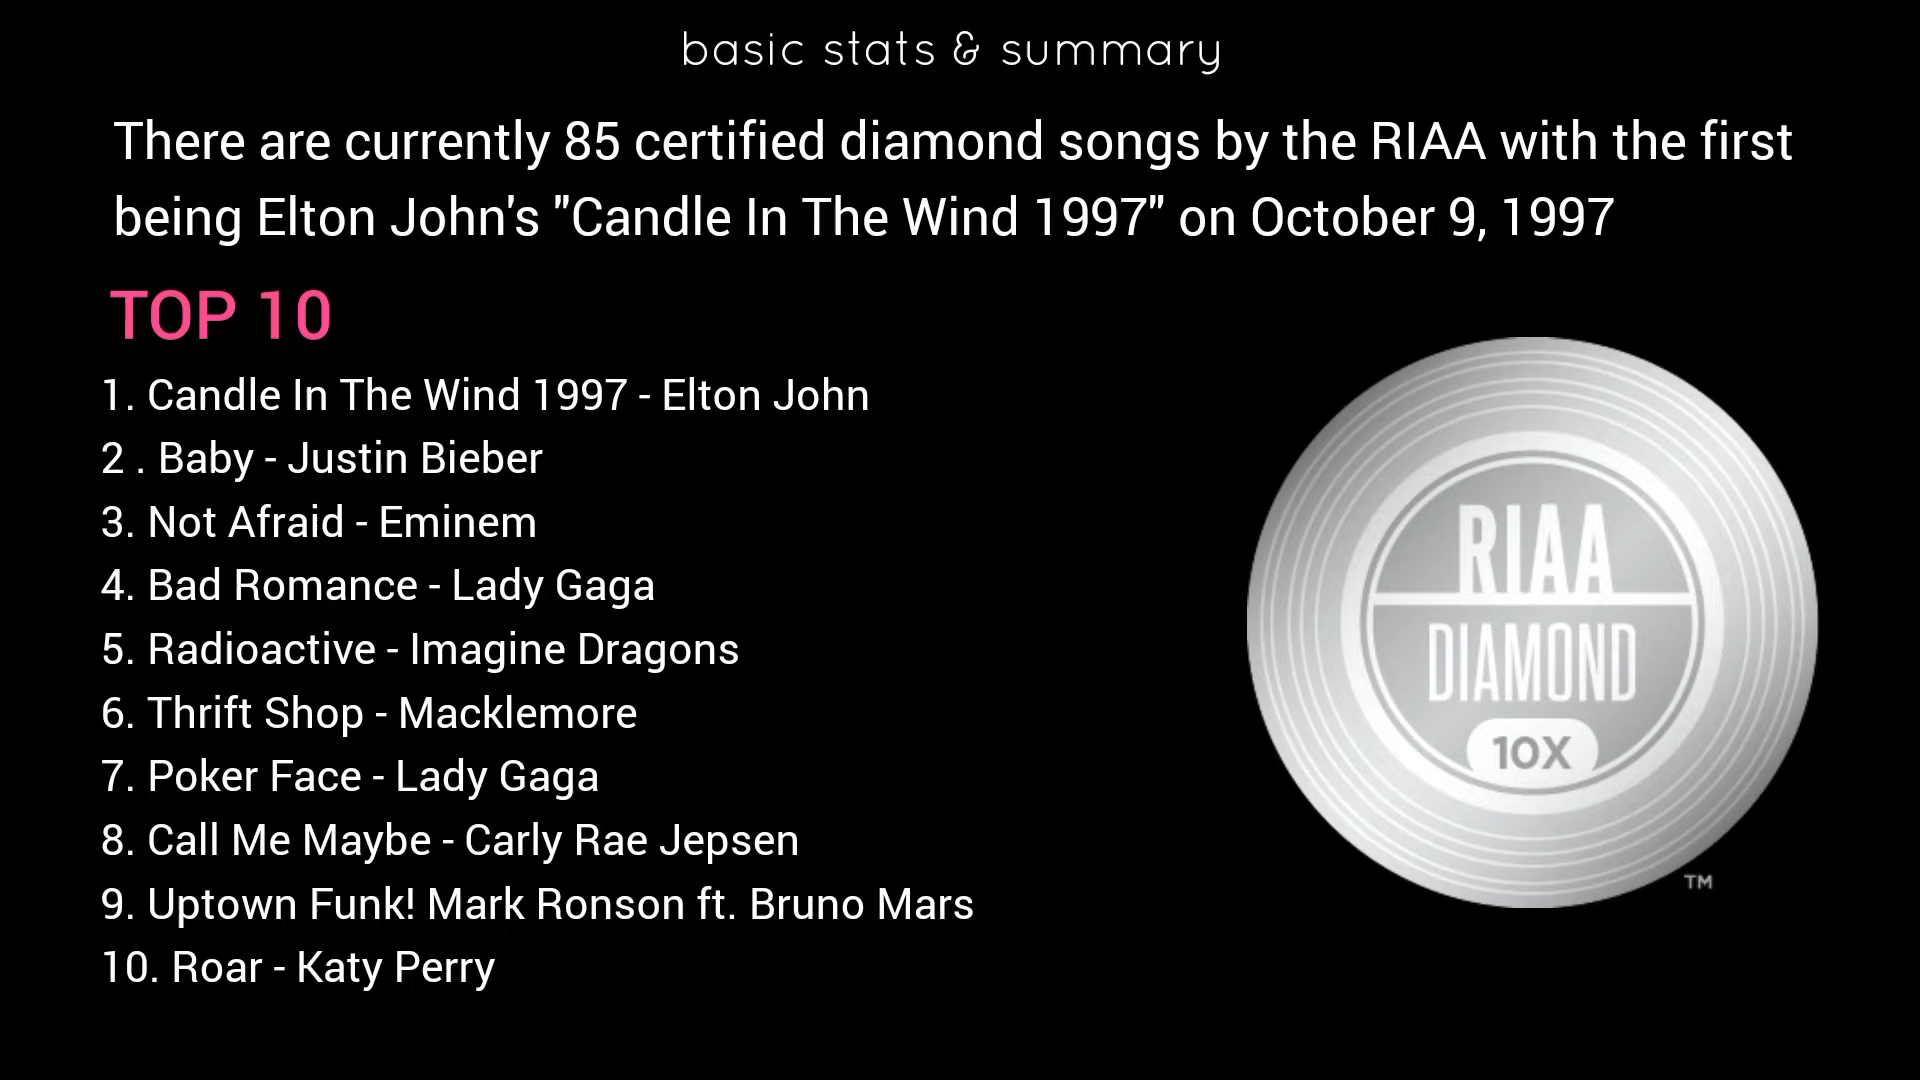 basic stats & summary
There are currently 85 certified diamond songs by the RIAA with the first
being Elton John's "Candle In The Wind 1997" on October 9, 1997
TOP 10
1. Candle In The Wind 1997 - Elton John
2 . Baby - Justin Bieber
3. Not Afraid - Eminem
4. Bad Romance - Lady Gaga
5. Radioactive - Imagine Dragons
6. Thrift Shop - Macklemore
7. Poker Face - Lady Gaga
8. Call Me Maybe - Carly Rae Jepsen
9. Uptown Funk! Mark Ronson ft. Bruno Mars
10. Roar - Katy Perry
RIAA
DIAMOND
10X
TM